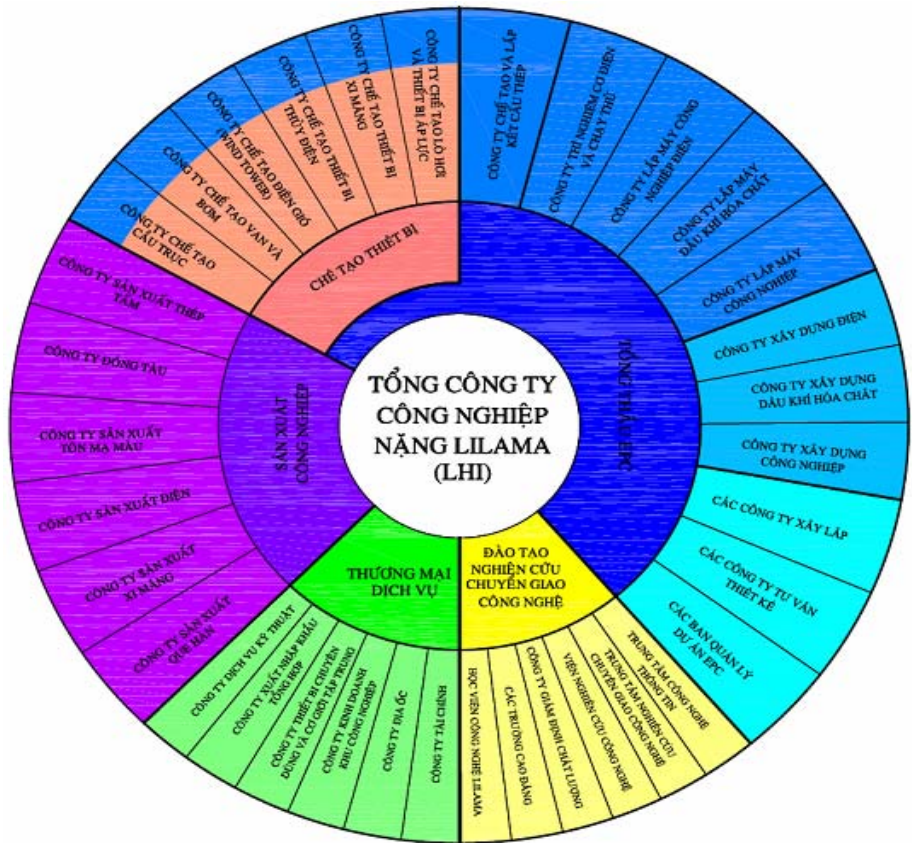 TỔNG CÔNG TY
CÔNG NGHIỆP
NẶNG LILAMA
(LHI)
TỔNG THẦU EPC
CÔNG TY CHẾ TẠO VÀ LẮP
KẾT CẤU THÉP
CÔNG TY THÍ NGHIỆM CƠ ĐIỆN
VÀ CHẠY THỬ
CÔNG TY LẮP MÁY CÔNG
NGHIỆP ĐIỆN
CÔNG TY LẮP MÁY
DẦU KHÍ HÓA CHẤT
CÔNG TY LẮP MÁY
CÔNG NGHIỆP
CÔNG TY XÂY DỰNG ĐIỆN
CÔNG TY XÂY DỰNG
DẦU KHÍ HÓA CHẤT
CÔNG TY XÂY DỰNG
CÔNG NGHIỆP
CÁC CÔNG TY XÂY LẮP
CÁC CÔNG TY TƯ VẤN
THIẾT KẾ
CÁC BAN QUẢN LÝ
DỰ ÁN EPC
ĐÀO TẠO
NGHIÊN CỨU
CHUYỂN GIAO
CÔNG NGHỆ
TRUNG TÂM CÔNG NGHỆ
THÔNG TIN
TRUNG TÂM NGHIÊN CỨU
CHUYỂN GIAO CÔNG NGHỆ
VIỆN NGHIÊN CỨU CÔNG NGHỆ
CÔNG TY GIÁM ĐỊNH CHẤT LƯỢNG
CÁC TRƯỜNG CAO ĐẲNG
HỌC VIỆN CÔNG NGHỆ LILAMA
THƯƠNG MẠI
DỊCH VỤ
CÔNG TY TÀI CHÍNH
CÔNG TY ĐỊA ỐC
CÔNG TY KINH DOANH
KHU CÔNG NGHIỆP
CÔNG TY THIẾT BỊ CHUYÊN
DÙNG VÀ CƠ GIỚI TẬP TRUNG
CÔNG TY XUẤT NHẬP KHẨU
TỔNG HỢP
CÔNG TY DỊCH VỤ KỸ THUẬT
SẢN XUẤT
CÔNG NGHIỆP
CÔNG TY SẢN XUẤT
QUE HÀN
CÔNG TY SẢN XUẤT
XI MĂNG
CÔNG TY SẢN XUẤT ĐIỆN
CÔNG TY SẢN XUẤT
TÔN MẠ MÀU
CÔNG TY ĐÓNG TÀU
CÔNG TY SẢN XUẤT THÉP
TẤM
CHẾ TẠO THIẾT BỊ
CÔNG TY CHẾ TẠO
CẦU TRỤC
CÔNG TY CHẾ TẠO VAN VÀ
BƠM
CÔNG TY CHẾ TẠO ĐIỆN GIÓ
(WIND TOWER)
CÔNG TY CHẾ TẠO THIẾT BỊ
THỦY ĐIỆN
CÔNG TY CHẾ TẠO THIẾT BỊ
XI MĂNG
CÔNG TY CHẾ TẠO LÒ HƠI
VÀ THIẾT BỊ ÁP LỰC